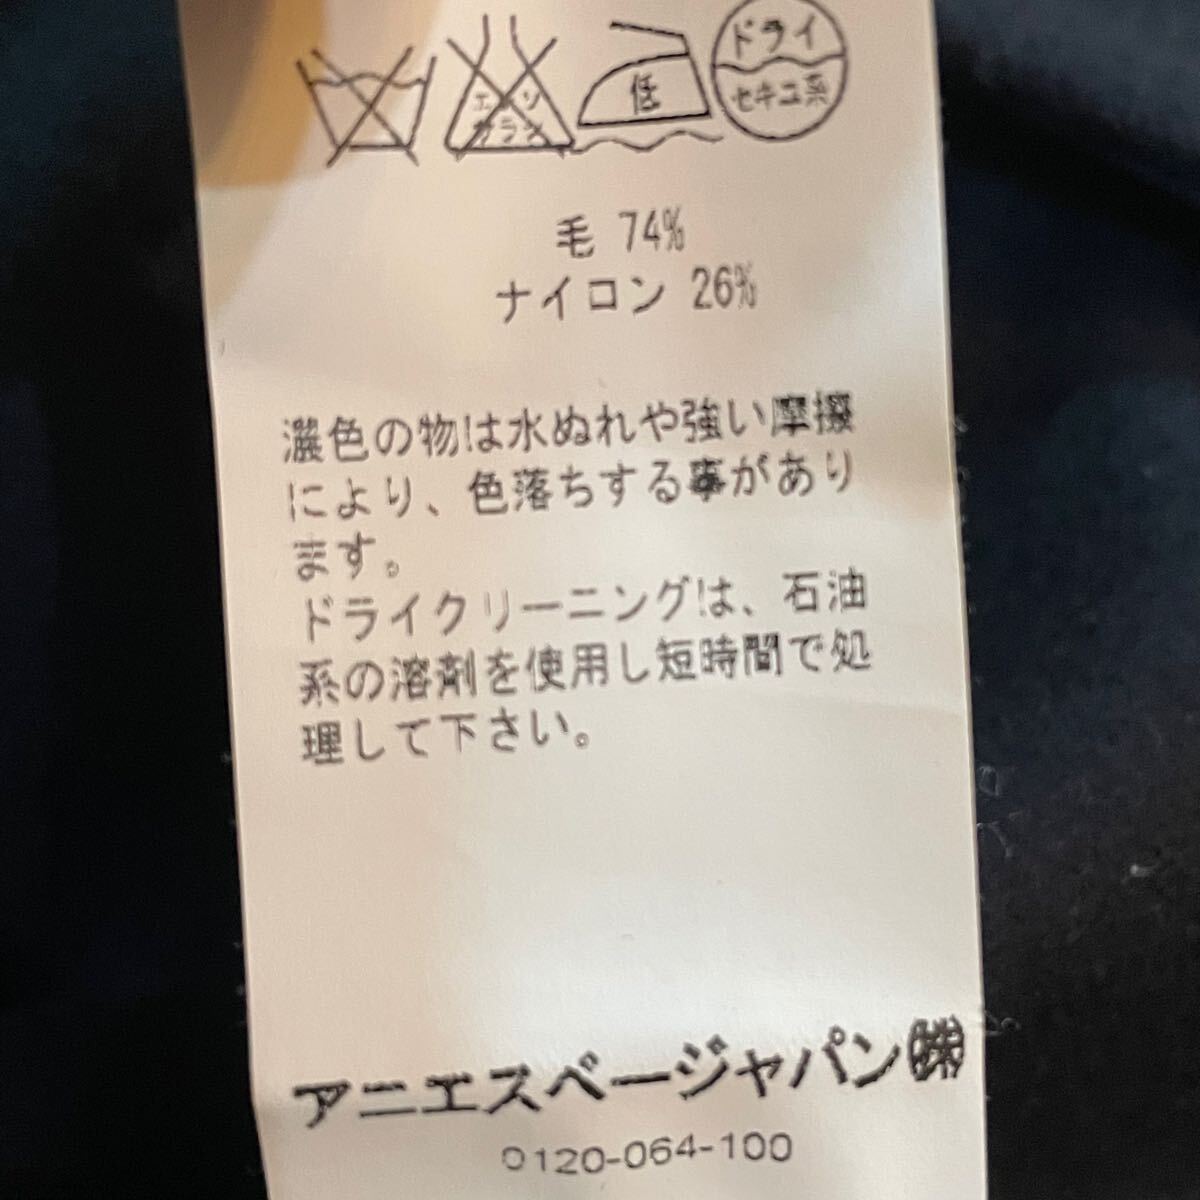 ドライ
エンソ
サラシ
低
セキユ系
毛 74%
ナイロン 26%
濃色の物は水ぬれや強い摩擦
により、色落ちする事があり
ます。
ドライクリーニングは、石油
系の溶剤を使用し短時間で処
理して下さい。
アニエスベージャパン㈱
0120-064-100